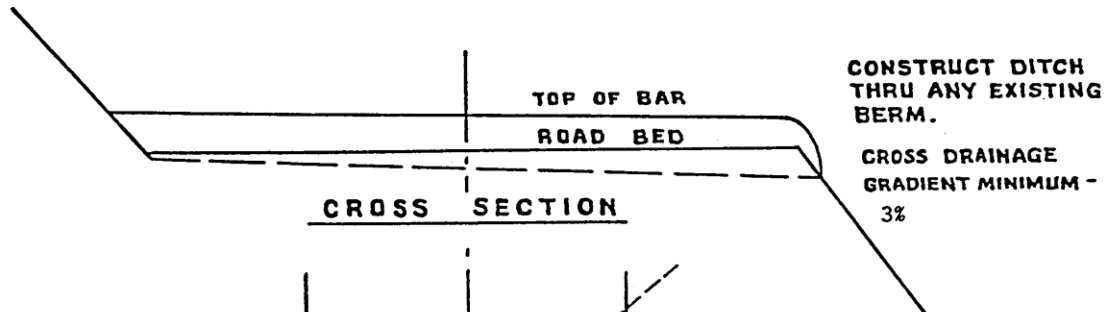 TOP OF BAR
ROAD BED
CROSS SECTION
CONSTRUCT DITCH
THRU ANY EXISTING
BERM.
CROSS DRAINAGE
GRADIENT MINIMUM -
3%